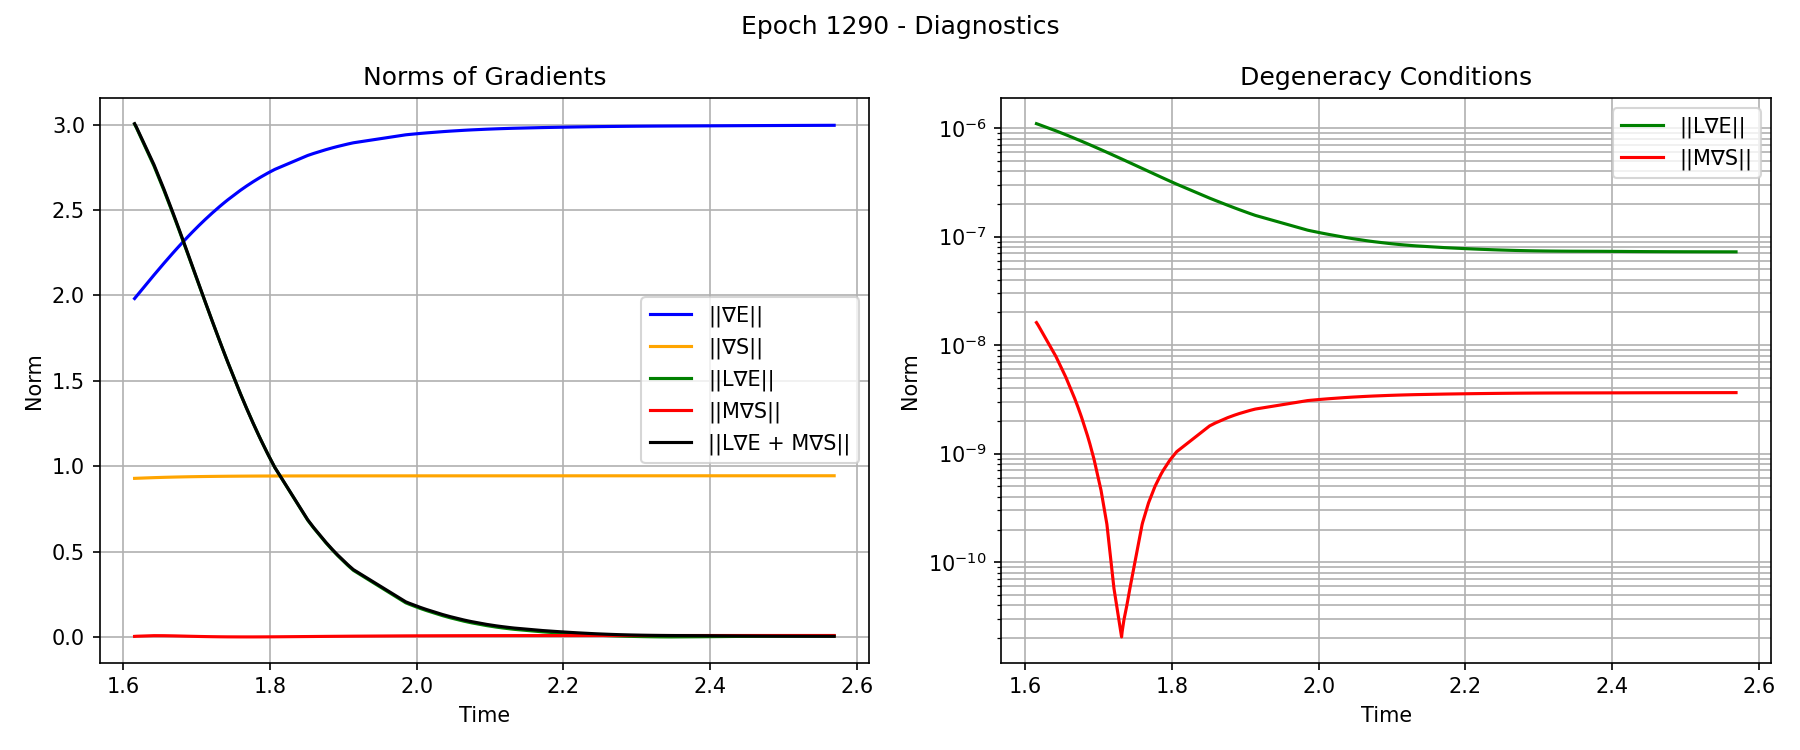 Epoch 1290 - Diagnostics
Norms of Gradients
Norm
3.0
2.5
2.0
1.5
1.0
0.5
0.0
||∇E||
||∇S||
||L∇E||
||M∇S||
||L∇E + M∇S||
1.6 1.8 2.0 2.2 2.4 2.6
Time
Degeneracy Conditions
Norm
10⁻⁶
10⁻⁷
10⁻⁸
10⁻⁹
10⁻¹⁰
||L∇E||
||M∇S||
1.6 1.8 2.0 2.2 2.4 2.6
Time